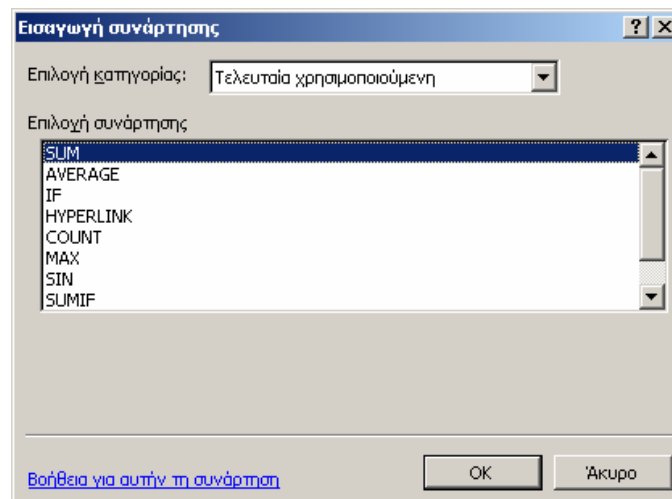 Εισαγωγή συνάρτησης
Επιλογή κατηγορίας: Τελευταία χρησιμοποιούμενη
Επιλοχή συνάρτησης
SUM
AVERAGE
IF
HYPERLINK
COUNT
MAX
SIN
SUMIF
Βοήθεια για αυτήν τη συνάρτηση OK Άκυρο